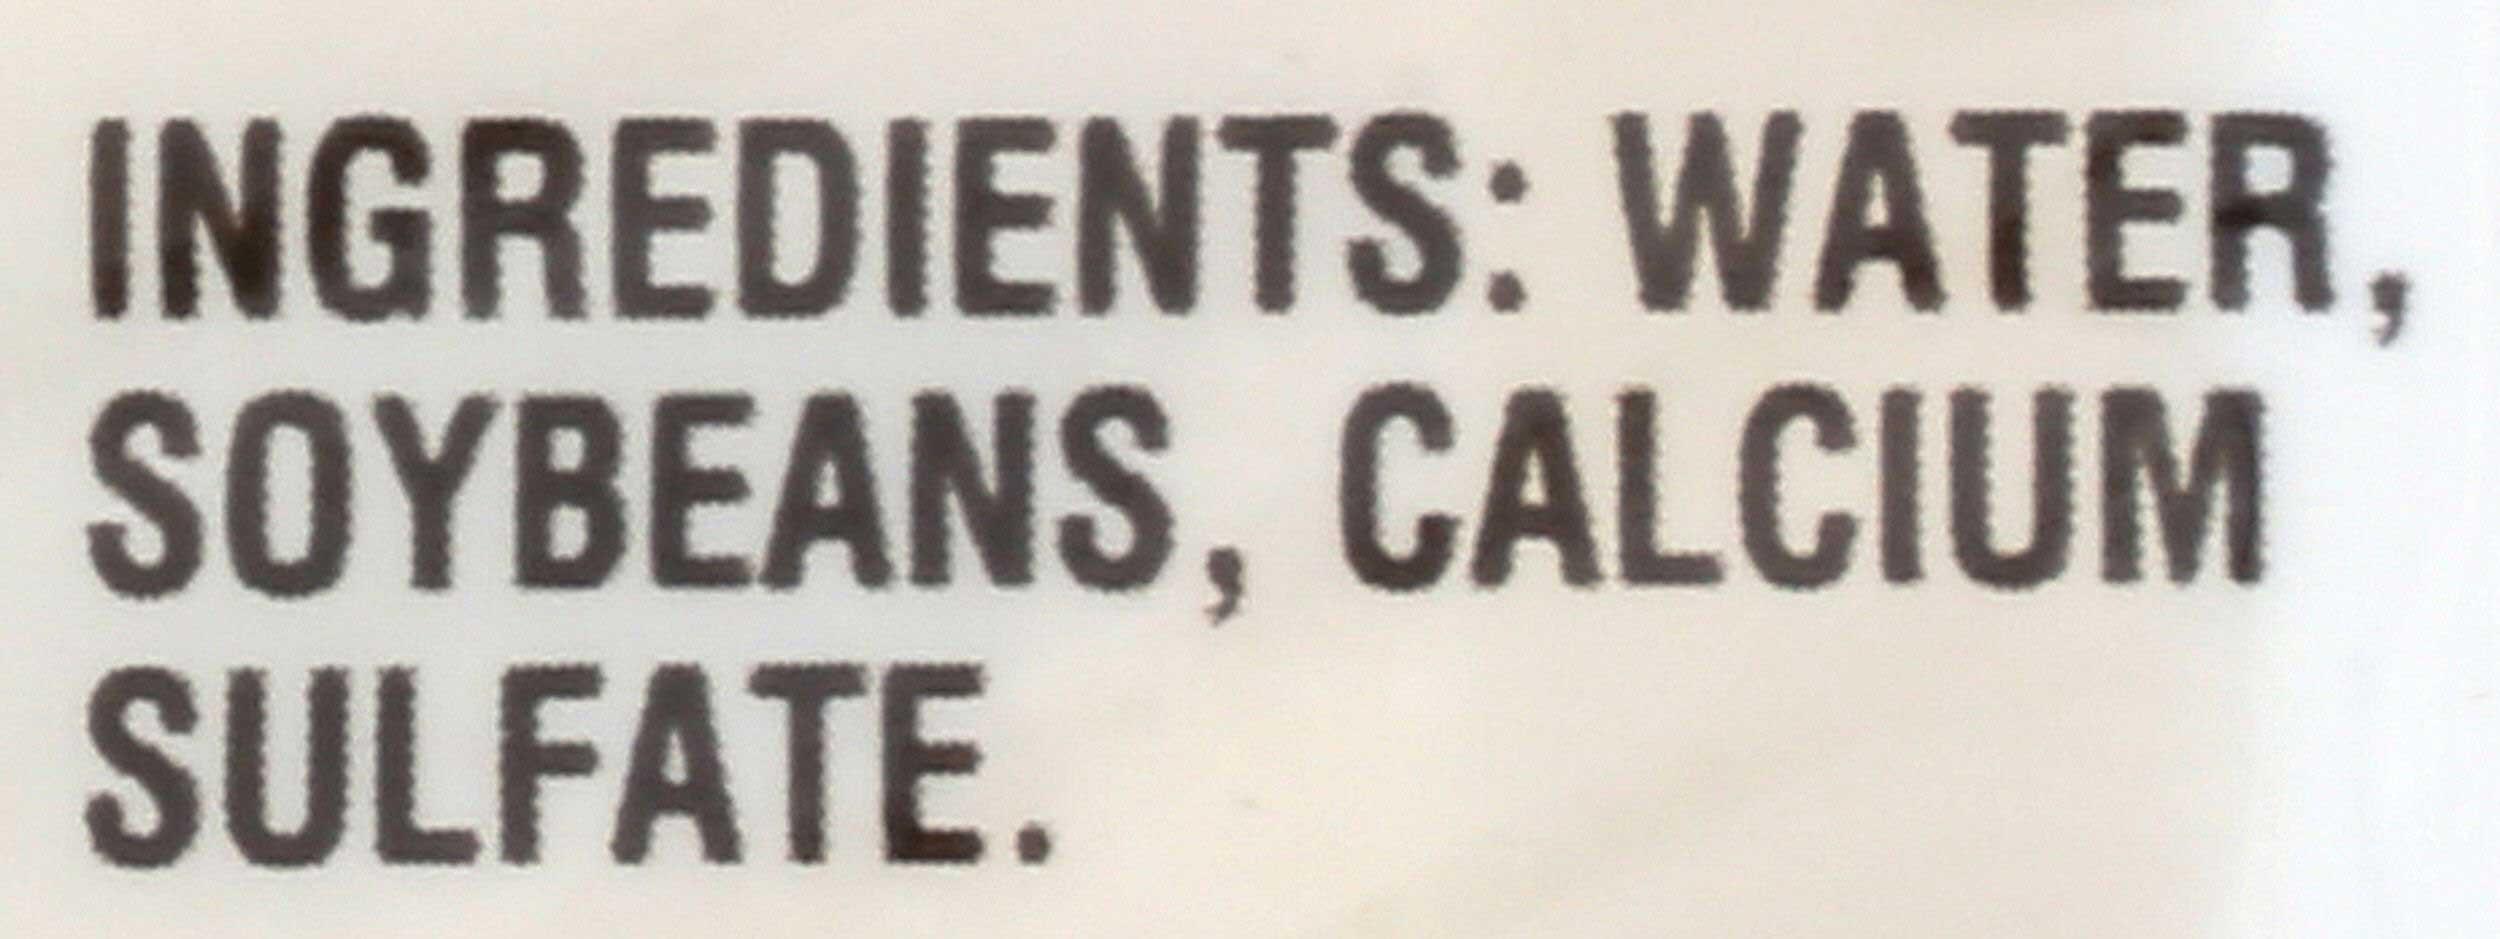 INGREDIENTS: WATER,
SOYBEANS, CALCIUM
SULFATE.